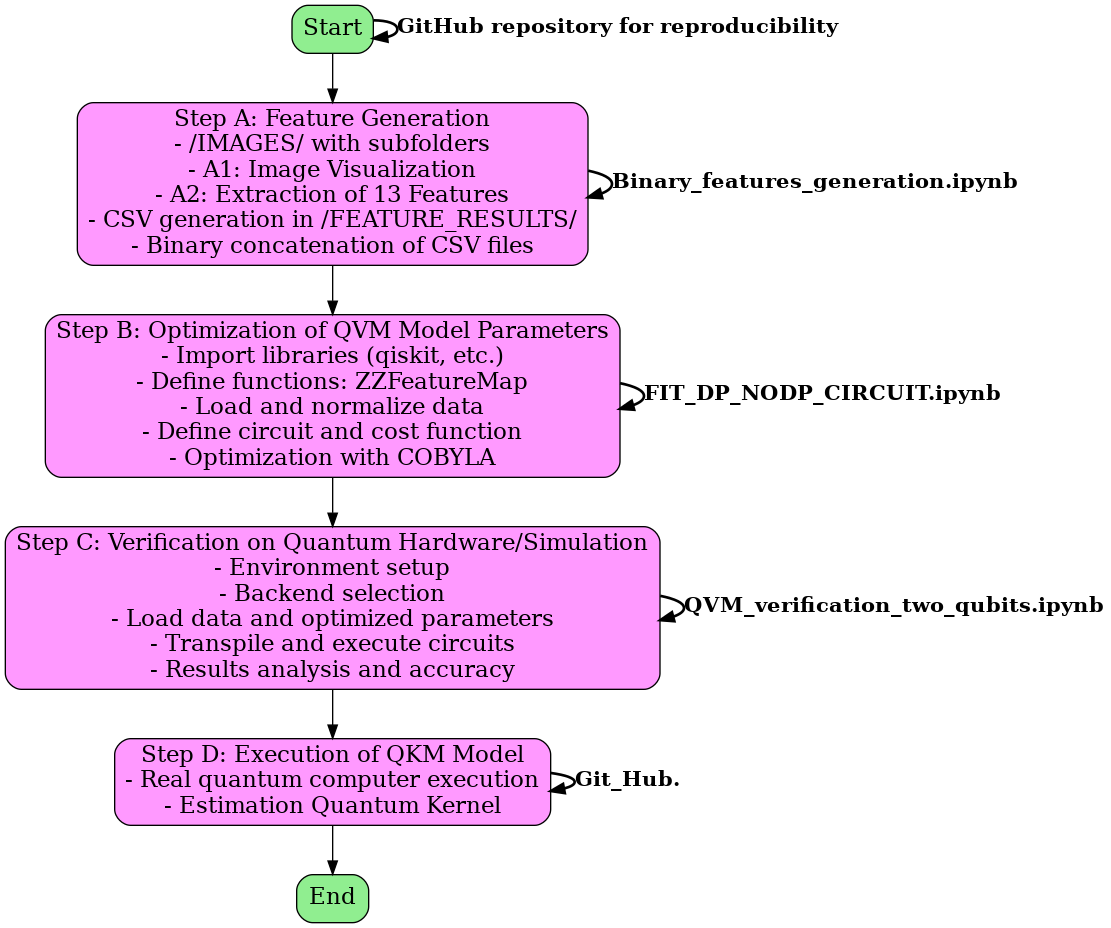 Start
GitHub repository for reproducibility
Step A: Feature Generation
- /IMAGES/ with subfolders
- A1: Image Visualization
- A2: Extraction of 13 Features
- CSV generation in /FEATURE_RESULTS/
- Binary concatenation of CSV files
Binary_features_generation.ipynb
Step B: Optimization of QVM Model Parameters
- Import libraries (qiskit, etc.)
- Define functions: ZZFeatureMap
- Load and normalize data
- Define circuit and cost function
- Optimization with COBYLA
FIT_DP_NODP_CIRCUIT.ipynb
Step C: Verification on Quantum Hardware/Simulation
- Environment setup
- Backend selection
- Load data and optimized parameters
- Transpile and execute circuits
- Results analysis and accuracy
QVM_verification_two_qubits.ipynb
Step D: Execution of QKM Model
- Real quantum computer execution
- Estimation Quantum Kernel
Git_Hub.
End